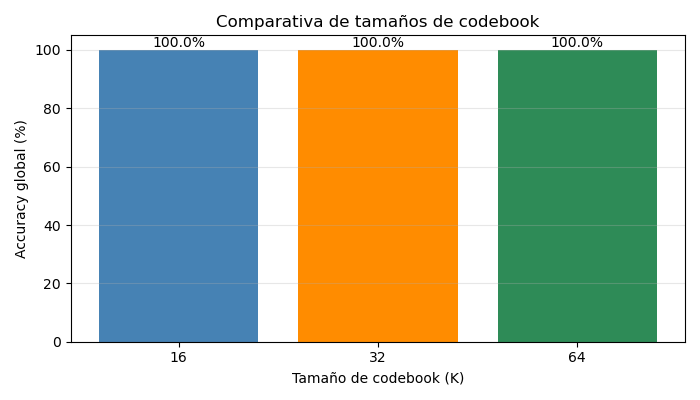 Comparativa de tamaños de codebook
100.0% 100.0% 100.0%
100
80
60
40
20
0
Accuracy global (%)
16 32 64
Tamaño de codebook (K)